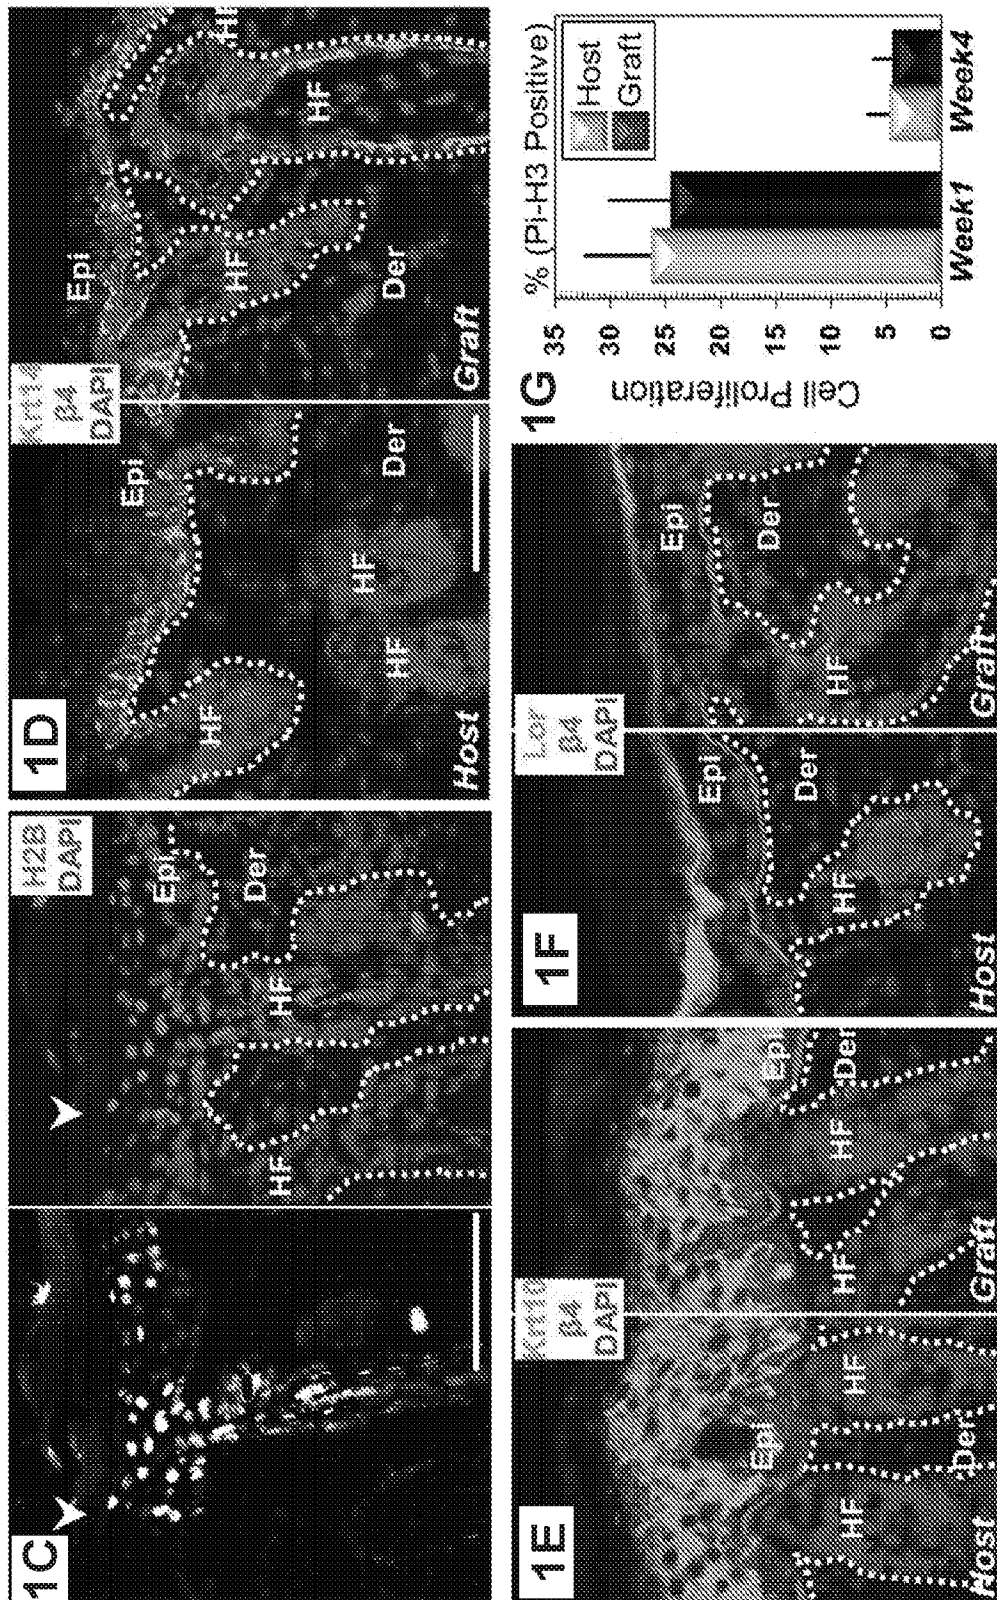 1C
H2B
DAPI
Epi
Der
HF
HF
1D
Krt14
β4
DAPI
Epi
Der
HF
HF
HF
Host
Epi
HF
HF
HF
Der
Graft
1E
Krt10
β4
DAPI
Epi
HF
HF
Der
Host
Epi
HF
HF
Der
Graft
1F
Lor
β4
DAPI
Epi
Der
HF
Host
Epi
Der
HF
Graft
1G
% (PI-H3 Positive)
Host
Graft
Cell Proliferation
35
30
25
20
15
10
5
0
Week1
Week4